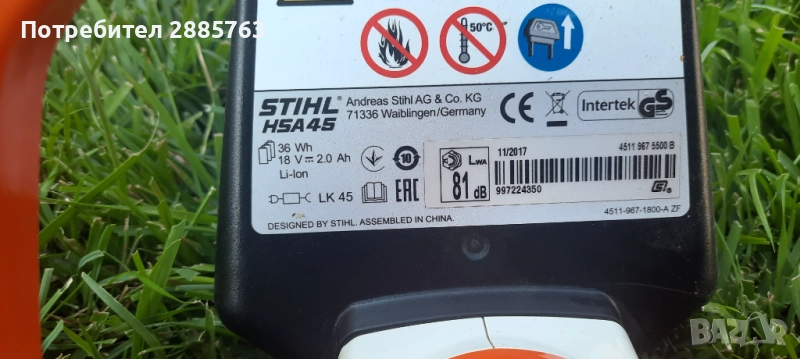 Потребител 2885763
50°C
STIHL® Andreas Stihl AG & Co. KG
HSA45 71336 Waiblingen/Germany
CE
Intertek GS
36 Wh
18 V 2.0 Ah
Li-Ion
10
LK 45
EAC
LWA
81 dB
11/2017 4511 967 5500 B
997224350
4511-967-1800-A ZF
DESIGNED BY STIHL. ASSEMBLED IN CHINA.
BAZAR